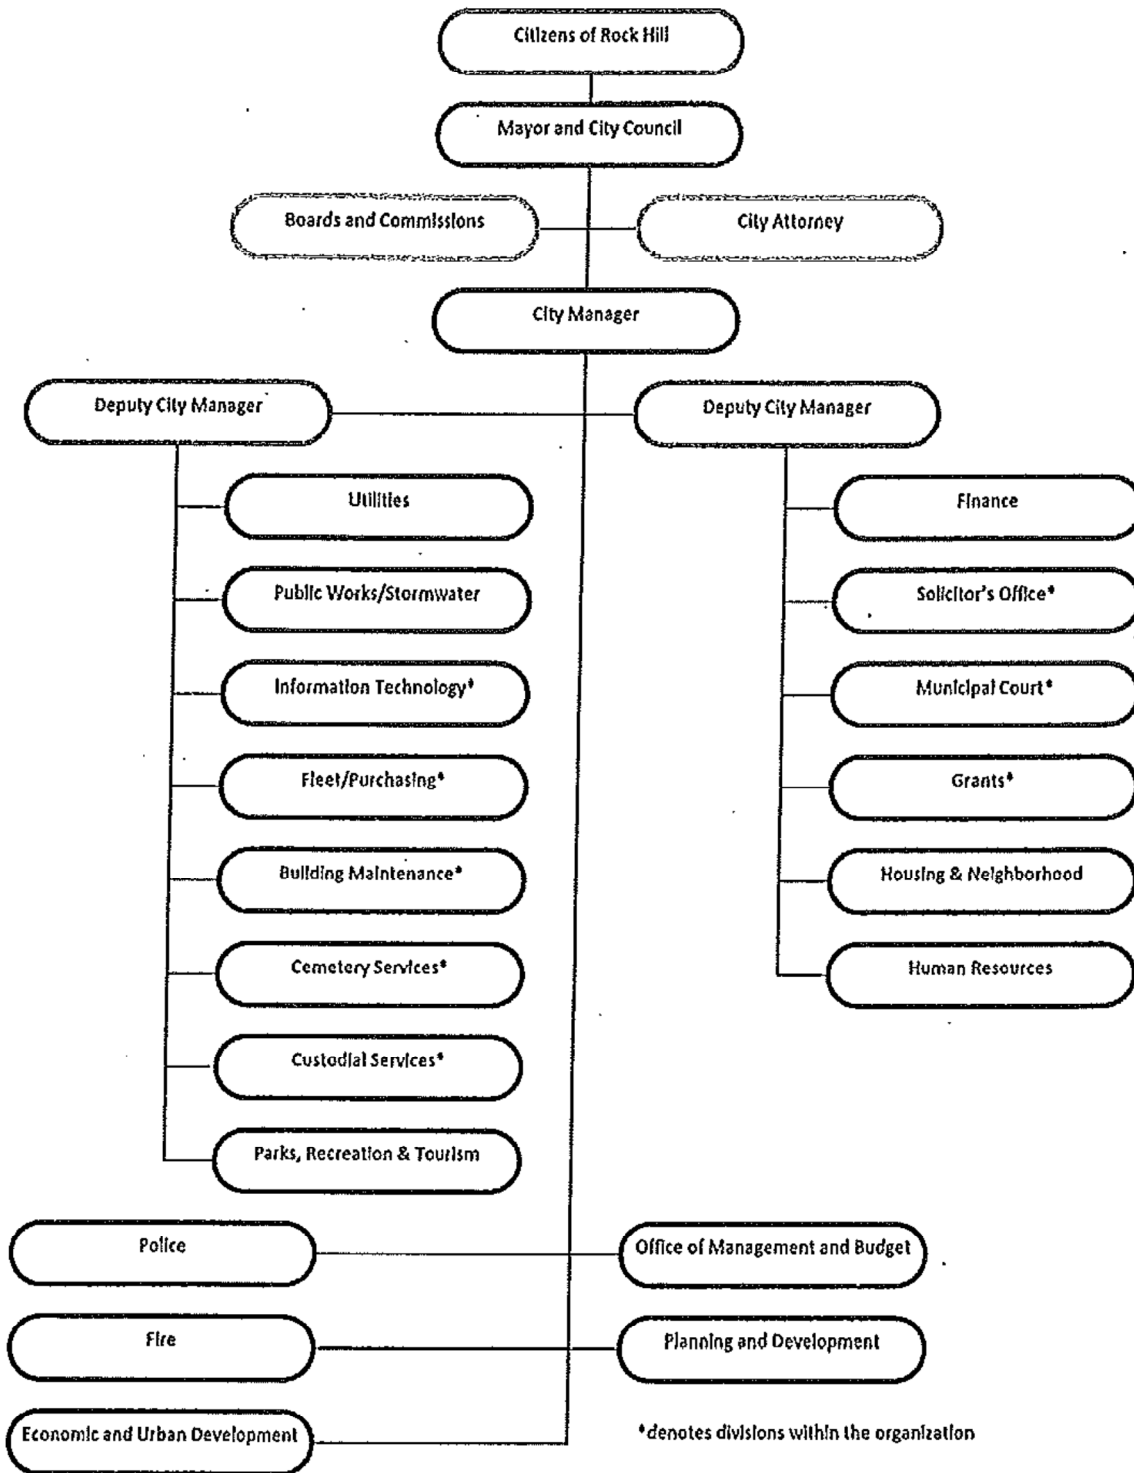 Citizens of Rock Hill
Mayor and City Council
Boards and Commissions
City Attorney
City Manager
Deputy City Manager
Deputy City Manager
Utilities
Public Works/Stormwater
Information Technology*
Fleet/Purchasing*
Building Maintenance*
Cemetery Services*
Custodial Services*
Parks, Recreation & Tourism
Finance
Solicitor's Office*
Municipal Court*
Grants*
Housing & Neighborhood
Human Resources
Police
Office of Management and Budget
Fire
Planning and Development
Economic and Urban Development
*denotes divisions within the organization